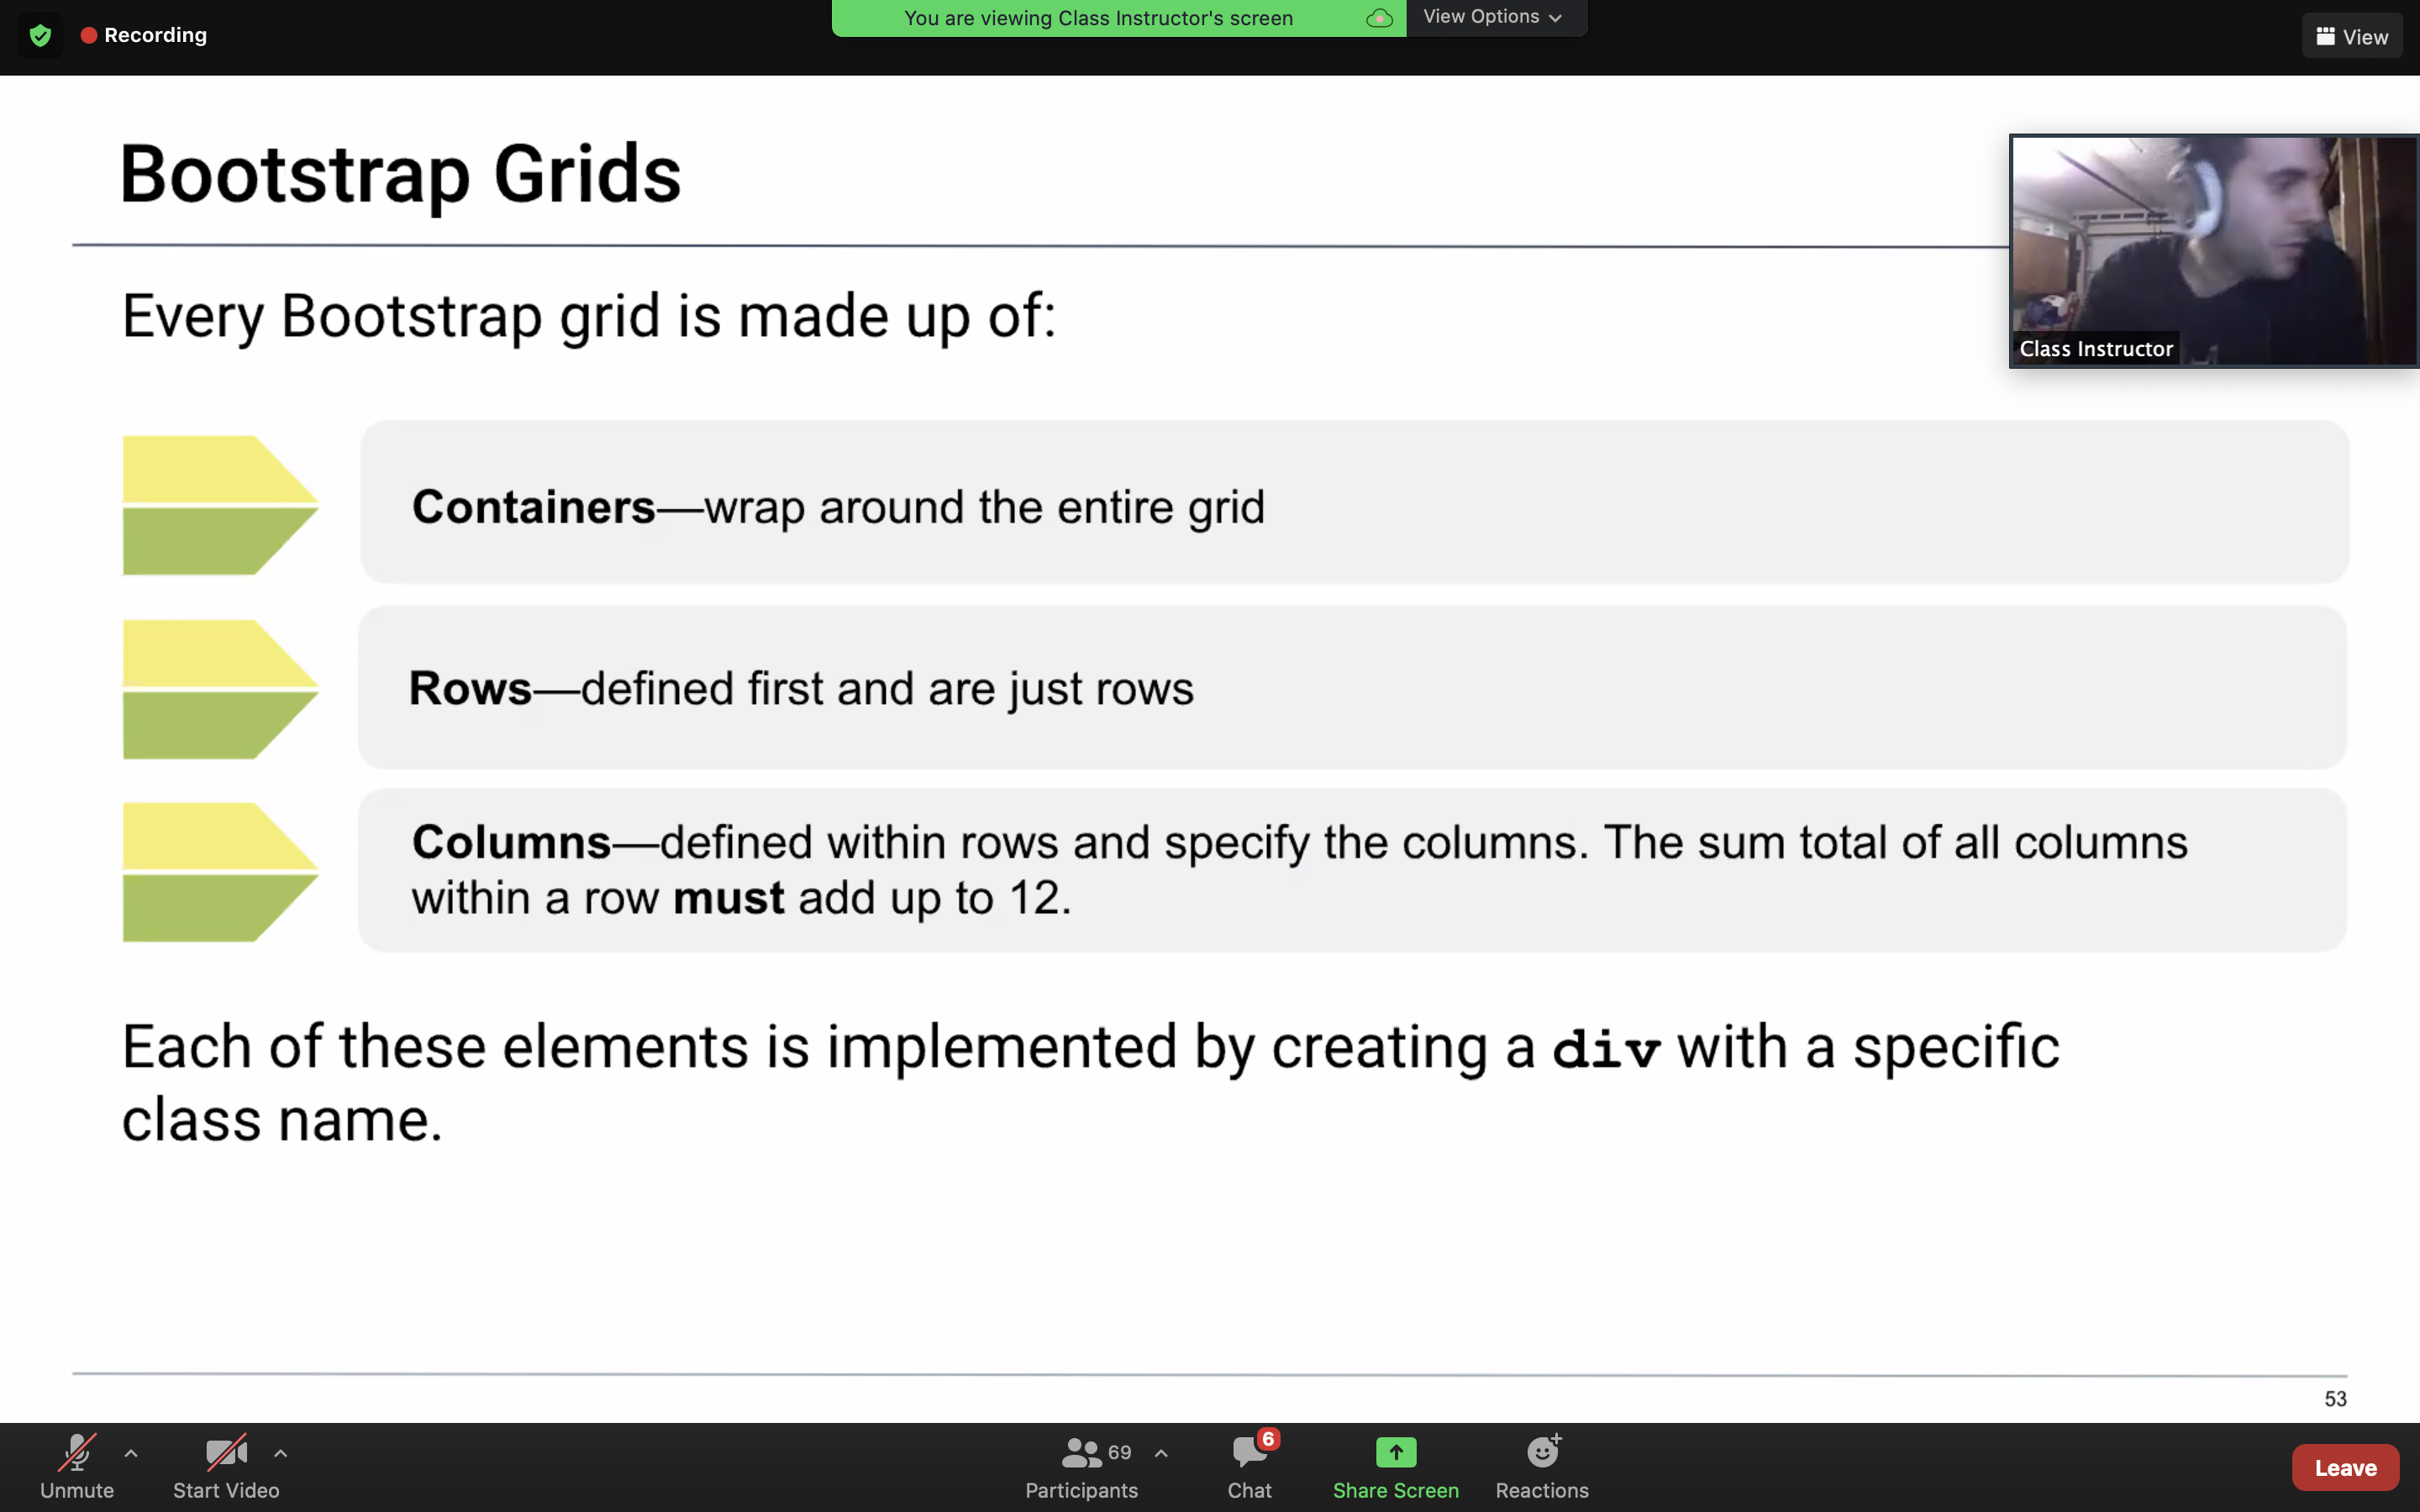 Recording
You are viewing Class Instructor's screen
View Options
View
Bootstrap Grids
Class Instructor
Every Bootstrap grid is made up of:
Containers—wrap around the entire grid
Rows—defined first and are just rows
Columns—defined within rows and specify the columns. The sum total of all columns
within a row must add up to 12.
Each of these elements is implemented by creating a div with a specific
class name.
53
Unmute
Start Video
69
Participants
6
Chat
Share Screen
Reactions
Leave